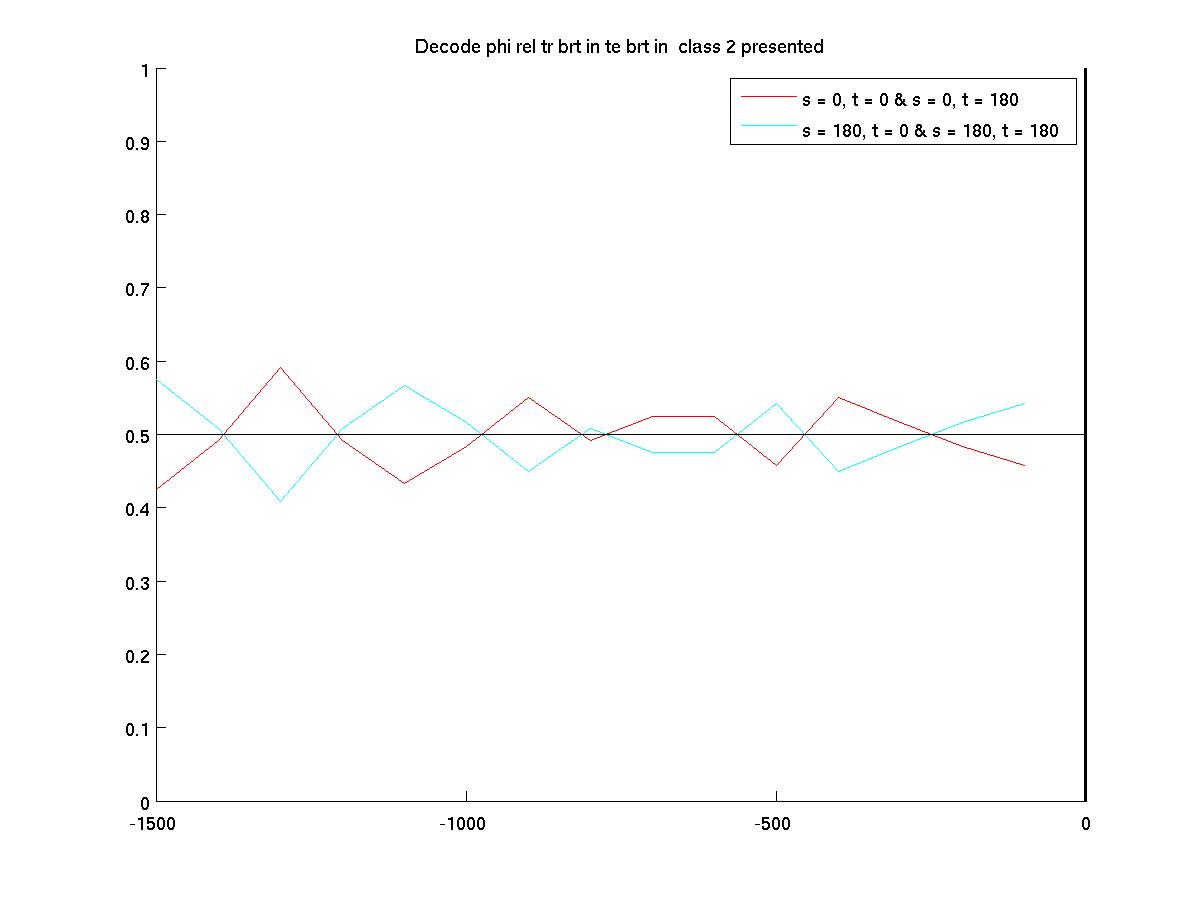 Decode phi rel tr brt in te brt in  class 2 presented
s = 0, t = 0 & s = 0, t = 180
s = 180, t = 0 & s = 180, t = 180
1
0.9
0.8
0.7
0.6
0.5
0.4
0.3
0.2
0.1
0
-1500 -1000 -500 0